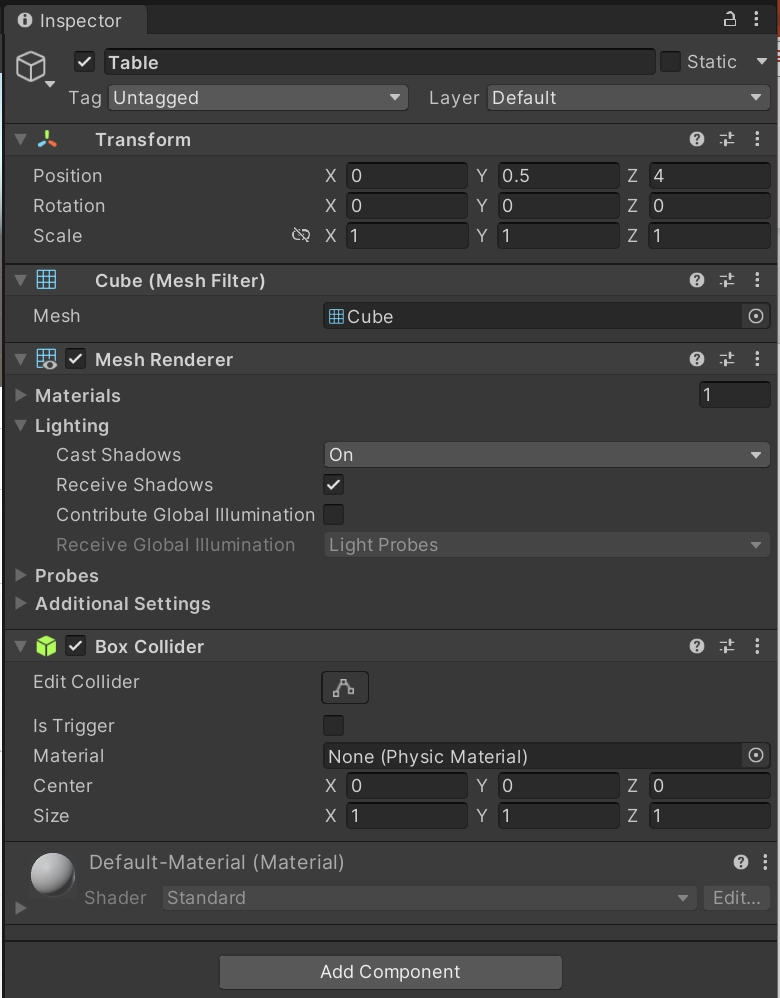 Inspector
Table Static
Tag Untagged Layer Default
Transform
Position X 0 Y 0.5 Z 4
Rotation X 0 Y 0 Z 0
Scale X 1 Y 1 Z 1
Cube (Mesh Filter)
Mesh Cube
Mesh Renderer
Materials 1
Lighting
Cast Shadows On
Receive Shadows
Contribute Global Illumination
Receive Global Illumination Light Probes
Probes
Additional Settings
Box Collider
Edit Collider
Is Trigger
Material None (Physic Material)
Center X 0 Y 0 Z 0
Size X 1 Y 1 Z 1
Default-Material (Material)
Shader Standard Edit...
Add Component